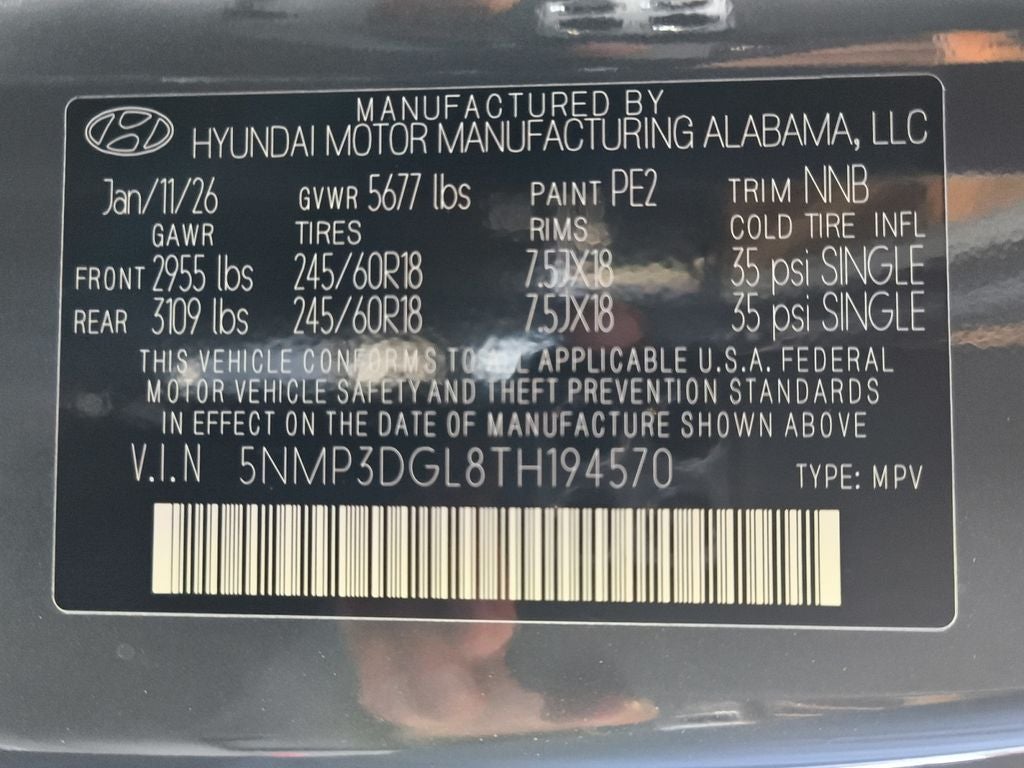 MANUFACTURED BY
HYUNDAI MOTOR MANUFACTURING ALABAMA, LLC
Jan/11/26 GVWR 5677 lbs PAINT PE2 TRIM NNB
GAWR TIRES RIMS COLD TIRE INFL
FRONT 2955 lbs 245/60R18 7.5JX18 35 psi SINGLE
REAR 3109 lbs 245/60R18 7.5JX18 35 psi SINGLE
THIS VEHICLE CONFORMS TO ALL APPLICABLE U.S.A. FEDERAL
MOTOR VEHICLE SAFETY AND THEFT PREVENTION STANDARDS
IN EFFECT ON THE DATE OF MANUFACTURE SHOWN ABOVE
V.I.N 5NMP3DGL8TH194570 TYPE: MPV